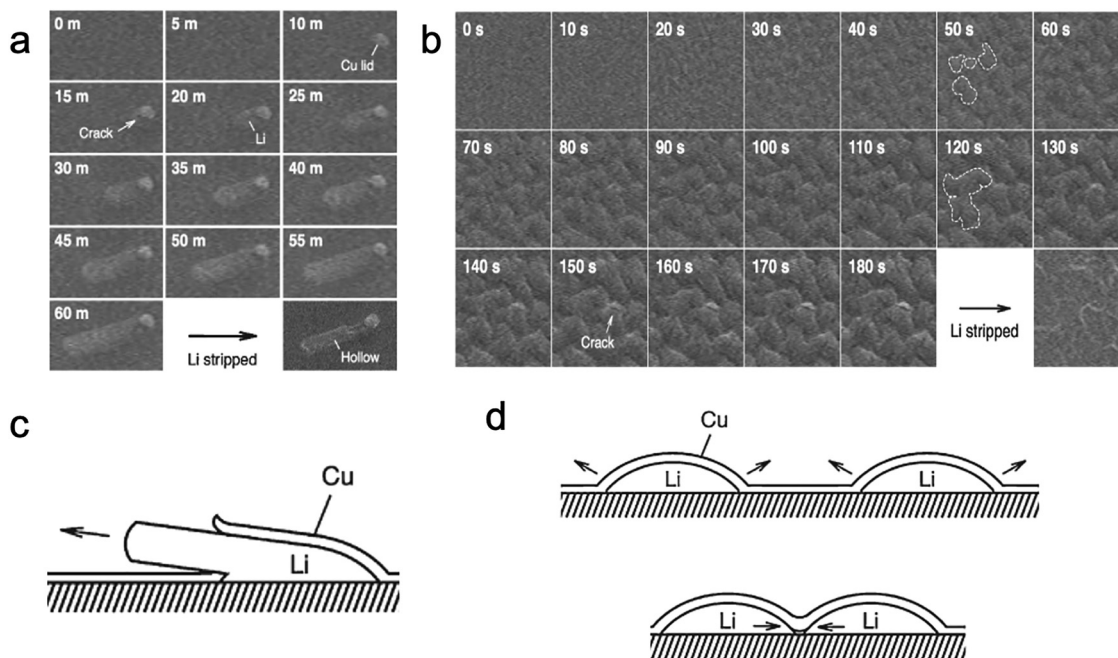 a
0 m 5 m 10 m
Cu lid
15 m 20 m 25 m
Crack Li
30 m 35 m 40 m
45 m 50 m 55 m
60 m
Li stripped Hollow
b
0 s 10 s 20 s 30 s 40 s 50 s 60 s
70 s 80 s 90 s 100 s 110 s 120 s 130 s
140 s 150 s 160 s 170 s 180 s
Crack
Li stripped
c
Cu
Li
d
Cu
Li Li
Li Li